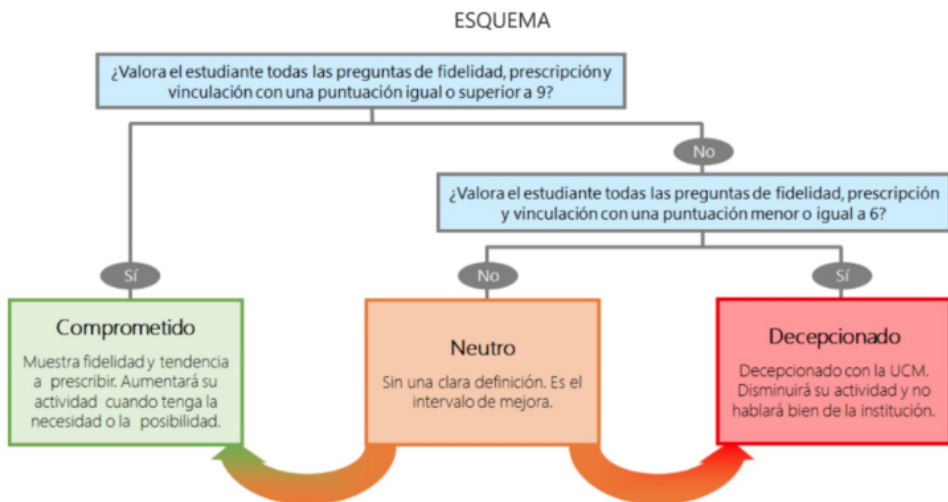 ESQUEMA
¿Valora el estudiante todas las preguntas de fidelidad, prescripción y
vinculación con una puntuación igual o superior a 9?
No
¿Valora el estudiante todas las preguntas de fidelidad, prescripción
y vinculación con una puntuación menor o igual a 6?
Sí
No
Sí
Comprometido
Muestra fidelidad y tendencia
a prescribir. Aumentará su
actividad cuando tenga la
necesidad o la posibilidad.
Neutro
Sin una clara definición. Es el
intervalo de mejora.
Decepcionado
Decepcionado con la UCM.
Disminuirá su actividad y no
hablará bien de la institución.